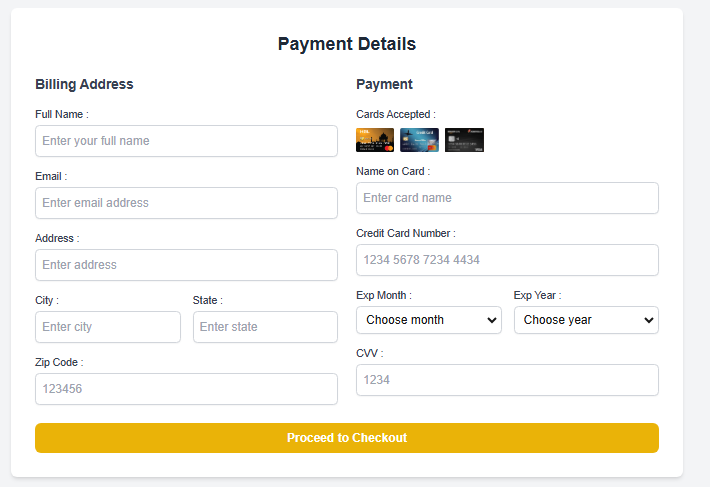 Payment Details
Billing Address
Full Name :
Enter your full name
Email :
Enter email address
Address :
Enter address
City :
State :
Enter city
Enter state
Zip Code :
123456
Payment
Cards Accepted :
Name on Card :
Enter card name
Credit Card Number :
1234 5678 7234 4434
Exp Month :
Exp Year :
Choose month
Choose year
CVV :
1234
Proceed to Checkout